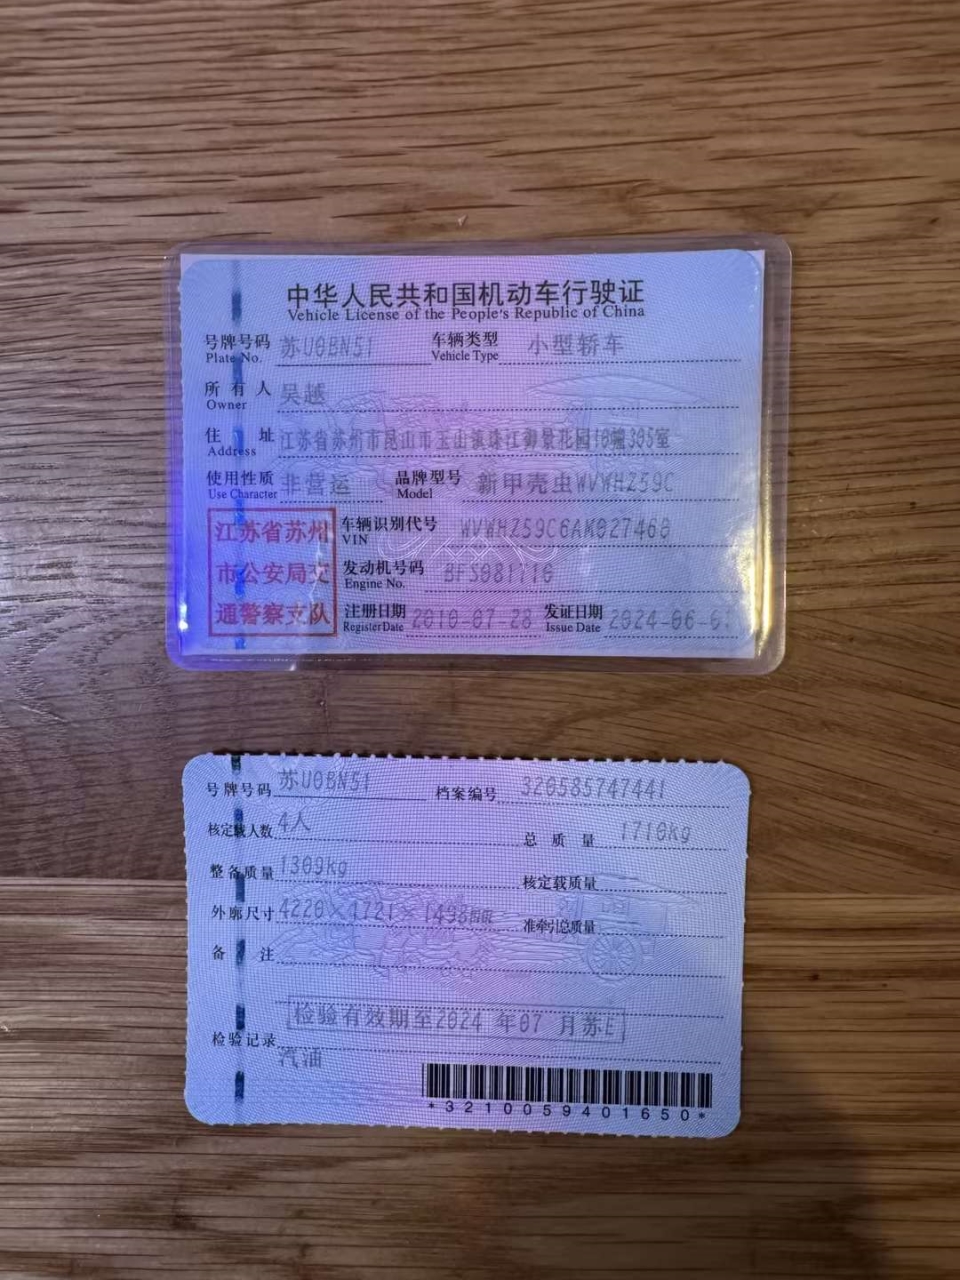 中华人民共和国机动车行驶证
Vehicle License of the People's Republic of China
号牌号码 苏U0BN51 车辆类型 小型轿车
Plate No. Vehicle Type
所有人 吴越
Owner
住址 江苏省苏州市昆山市玉山镇珠江御景花园10幢305室
Address
使用性质 非营运 品牌型号 新甲壳虫WVWHZ59C
Use Character Model
江苏省苏州 车辆识别代号 WVWHZ59C6AK027460
VIN
市公安局交 发动机号码 BFS081710
Engine No.
通警察支队 注册日期 2010-07-28 发证日期 2024-06-0
Register Date Issue Date
号牌号码 苏U0BN51 档案编号 320585747441
核定载人数 4人 总质量 1710kg
整备质量 1309kg 核定载质量
外廓尺寸 4220×1721×1498mm 准牵引总质量
备注
检验有效期至2024 年07 月苏E
检验记录
汽油
*3210059401650*